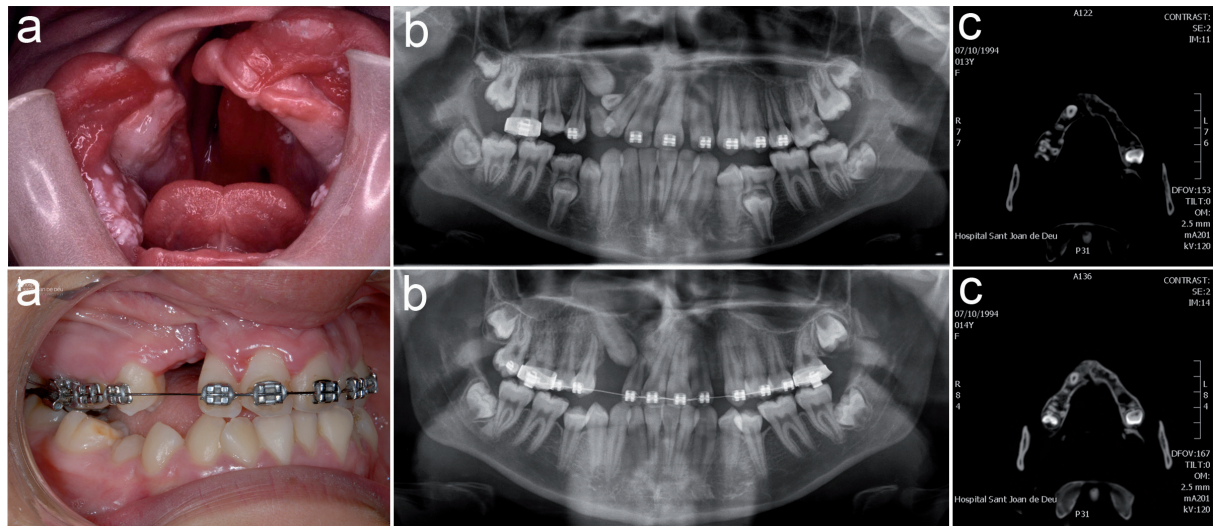 a
b
c
A122
CONTRAST:
SE:2
IM:11
07/10/1994
013Y
F
R
7
7
L
7
6
DFOV:153
TILT:0
OM:
2.5 mm
mA201
kV:120
Hospital Sant Joan de Deu
P31
a
b
c
A136
CONTRAST:
SE:2
IM:14
07/10/1994
014Y
F
R
8
4
L
8
4
DFOV:167
TILT:0
OM:
2.5 mm
mA201
kV:120
Hospital Sant Joan de Deu
P31